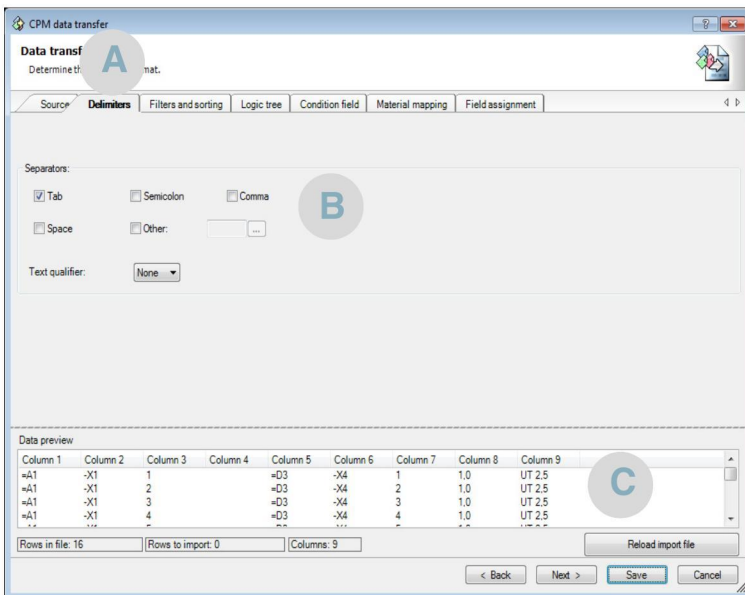 CPM data transfer
Data transf
Determine th mat.
A
Source Delimiters Filters and sorting Logic tree Condition field Material mapping Field assignment
Separators:
Tab Semicolon Comma
B
Space Other: ...
Text qualifier: None
Data preview
Column 1 Column 2 Column 3 Column 4 Column 5 Column 6 Column 7 Column 8 Column 9
=A1 -X1 1 =D3 -X4 1 1,0 UT 2,5
=A1 -X1 2 =D3 -X4 2 1,0 UT 2,5
C
=A1 -X1 3 =D3 -X4 3 1,0 UT 2,5
=A1 -X1 4 =D3 -X4 4 1,0 UT 2,5
Rows in file: 16 Rows to import: 0 Columns: 9 Reload import file
< Back Next > Save Cancel